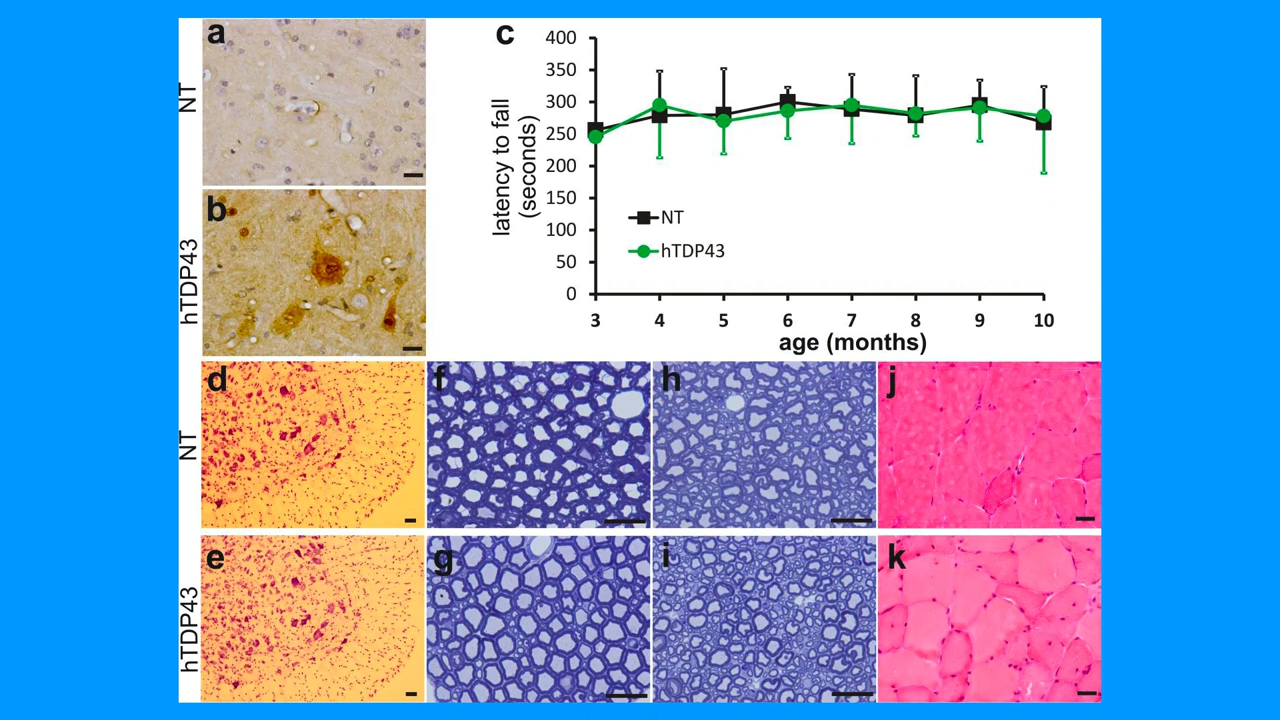 a
NT
b
hTDP43
c
latency to fall
(seconds)
400
350
300
250
200
150
100
50
0
NT
hTDP43
3 4 5 6 7 8 9 10
age (months)
d f h j
NT
e g i k
hTDP43